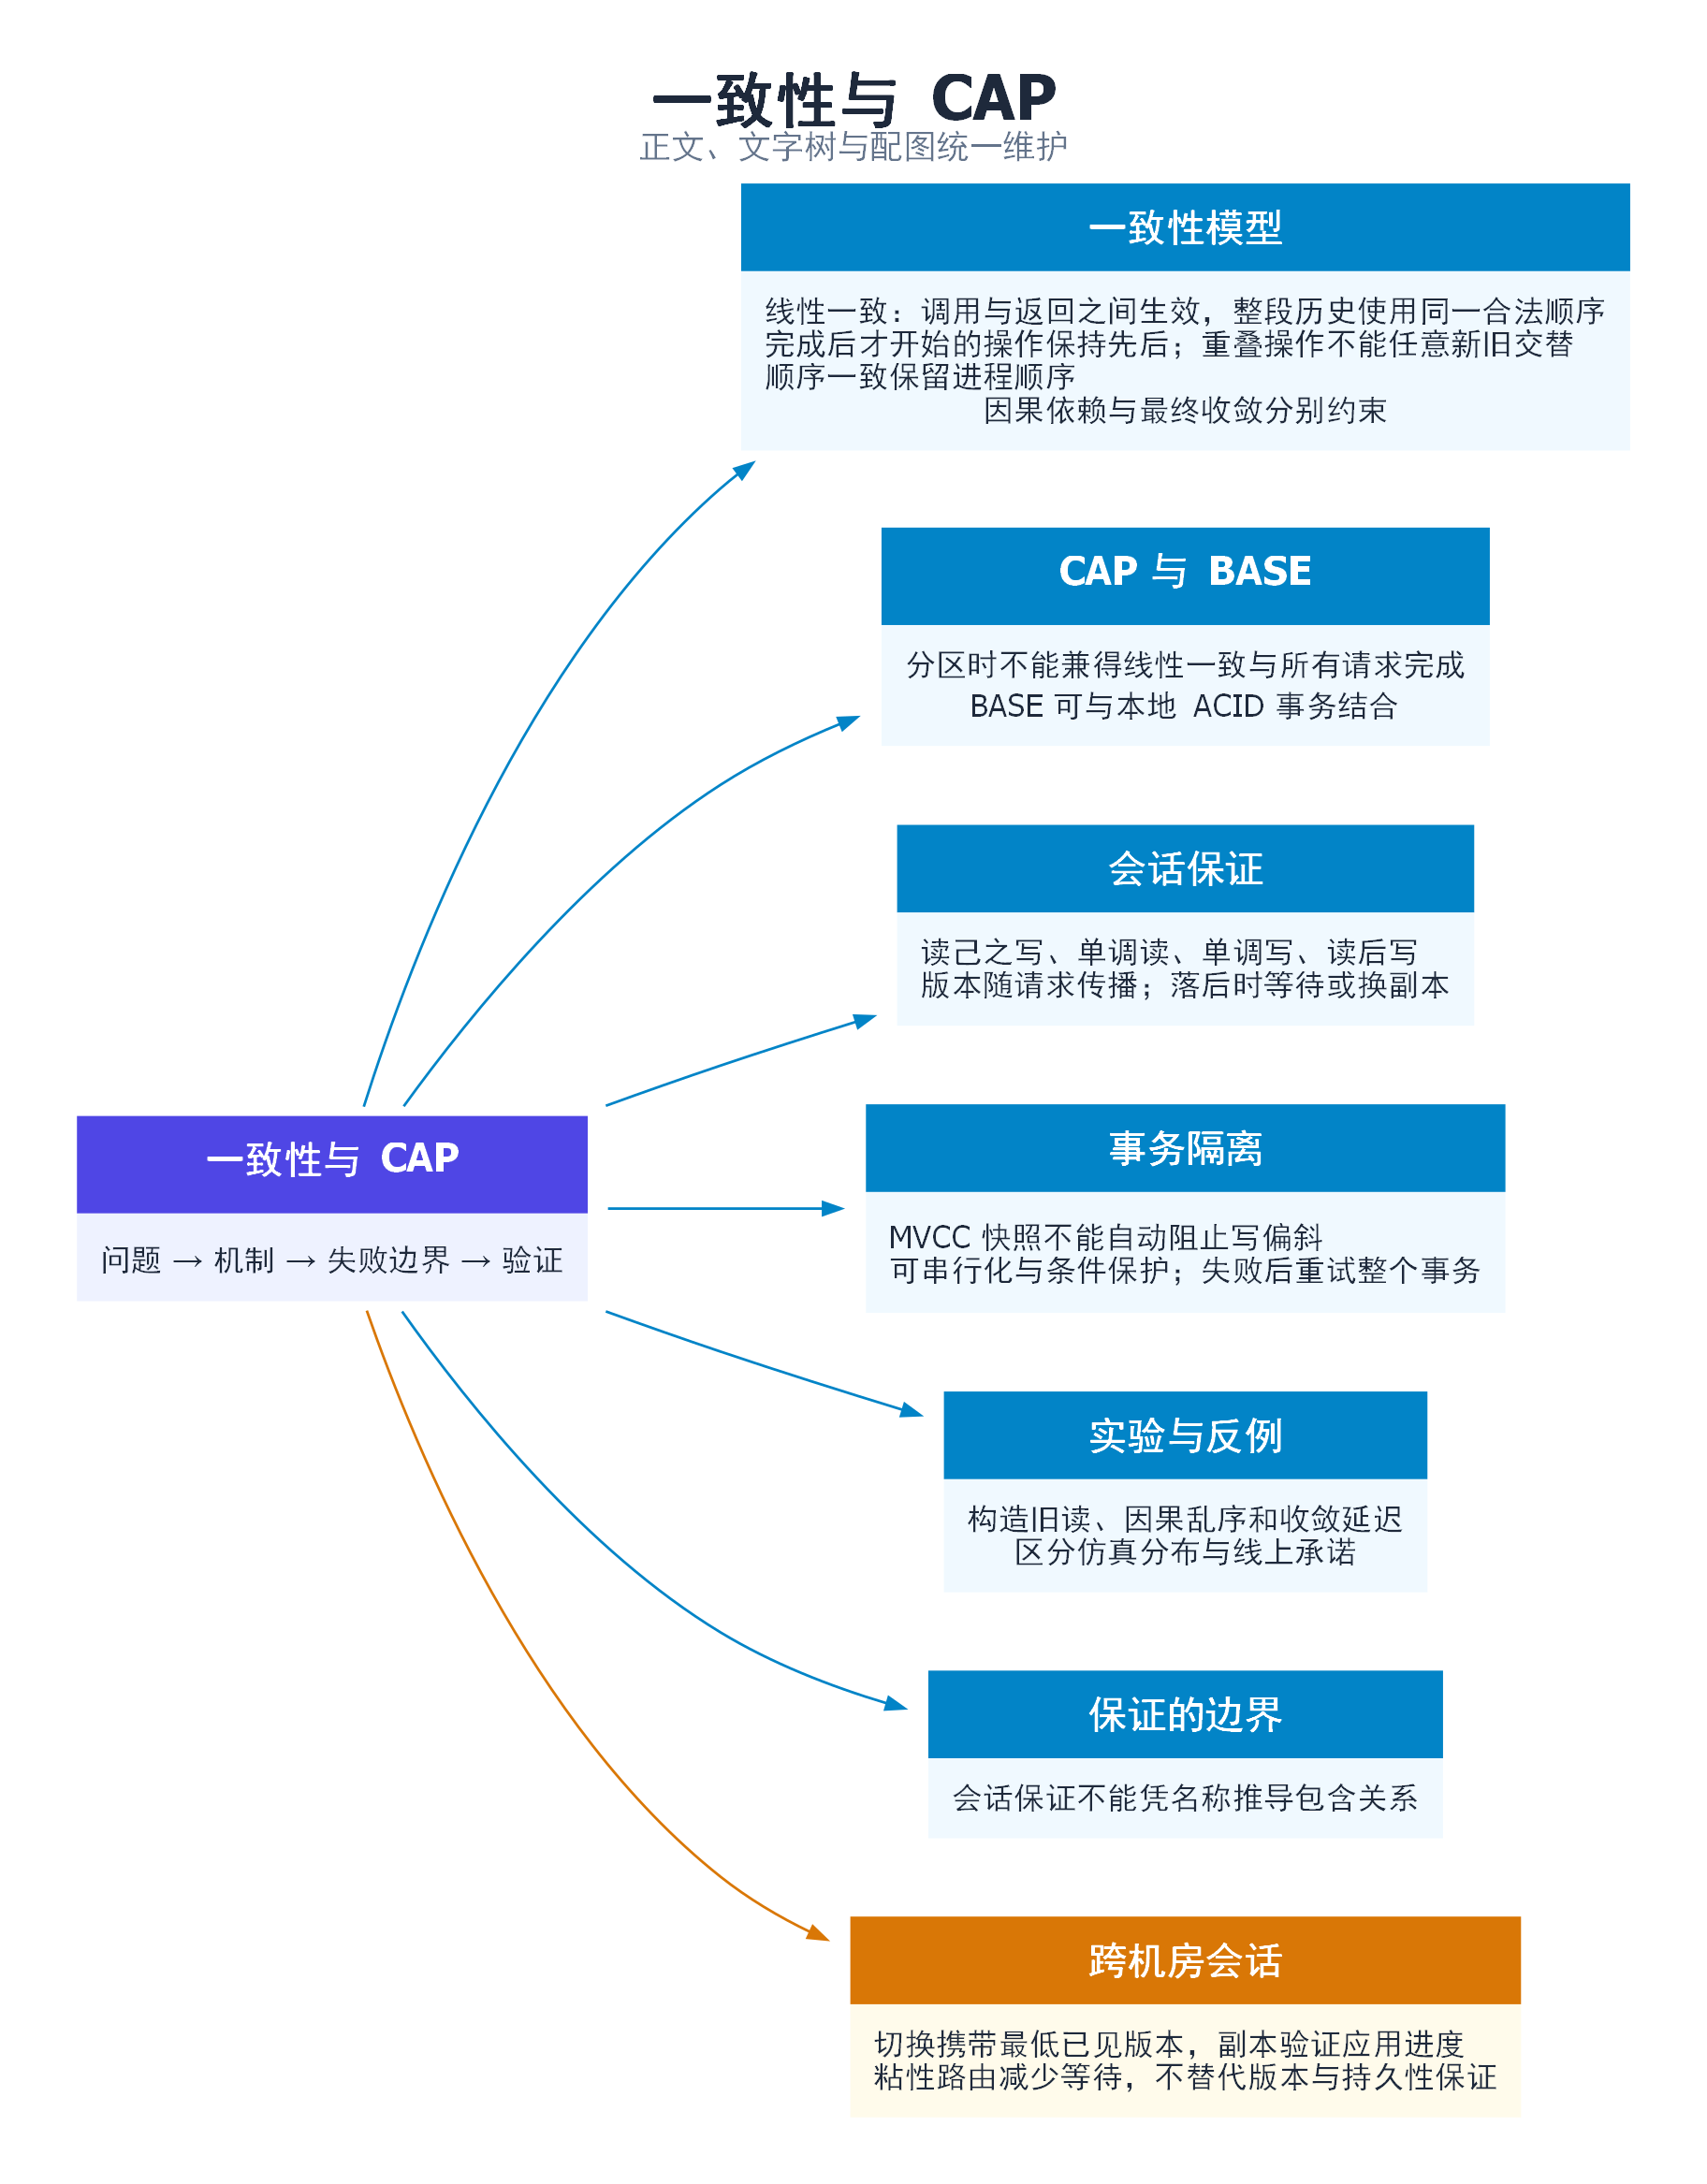 一致性与 CAP
正文、文字树与配图统一维护
一致性模型
线性一致：调用与返回之间生效，整段历史使用同一合法顺序
完成后才开始的操作保持先后；重叠操作不能任意新旧交替
顺序一致保留进程顺序
因果依赖与最终收敛分别约束
CAP 与 BASE
分区时不能兼得线性一致与所有请求完成
BASE 可与本地 ACID 事务结合
会话保证
读己之写、单调读、单调写、读后写
版本随请求传播；落后时等待或换副本
一致性与 CAP
问题 → 机制 → 失败边界 → 验证
事务隔离
MVCC 快照不能自动阻止写偏斜
可串行化与条件保护；失败后重试整个事务
实验与反例
构造旧读、因果乱序和收敛延迟
区分仿真分布与线上承诺
保证的边界
会话保证不能凭名称推导包含关系
跨机房会话
切换携带最低已见版本，副本验证应用进度
粘性路由减少等待，不替代版本与持久性保证